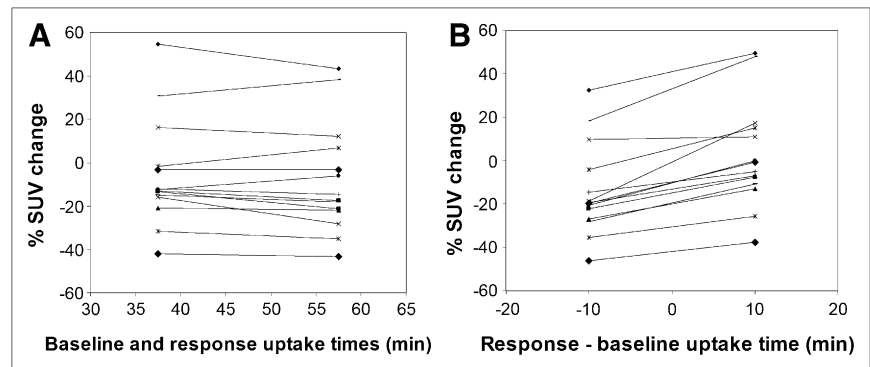 A
60
40
20
0
-20
-40
-60
% SUV change
30 35 40 45 50 55 60 65
Baseline and response uptake times (min)
B
60
40
20
0
-20
-40
-60
% SUV change
-20 -10 0 10 20
Response - baseline uptake time (min)